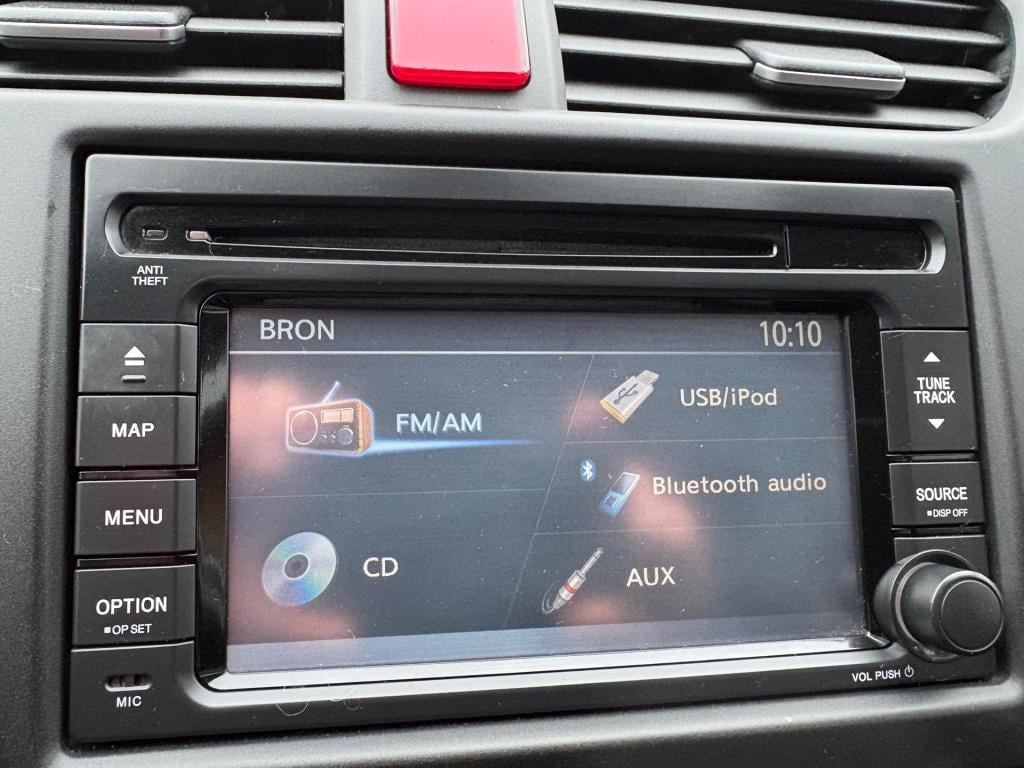 ANTI
THEFT
BRON
10:10
FM/AM
USB/iPod
Bluetooth audio
CD
AUX
MAP
MENU
OPTION
OP SET
MIC
TUNE
TRACK
SOURCE
DISP OFF
VOL PUSH